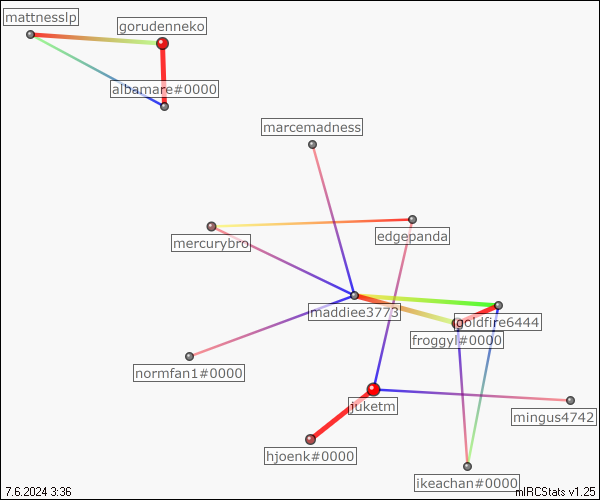 mattnesslp
gorudenneko
albamare#0000
marcemadness
mercurybro
edgepanda
maddiee3773
goldfire6444
froggyl#0000
normfan1#0000
juketm
mingus4742
hjoenk#0000
ikeachan#0000
7.6.2024 3:36
mIRCStats v1.25